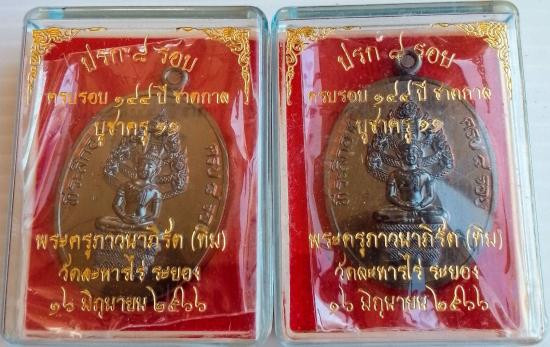 ปรก ๘ รอบ
ครบรอบ ๑๔๔ ปี ชาตกาล
บูชาครู ๑๑
พระครูภาวนาภิรัต (ทิม)
วัดละหารไร่ ระยอง
๑๖ มิถุนายน ๒๕๖๖
ปรก ๘ รอบ
ครบรอบ ๑๔๔ ปี ชาตกาล
บูชาครู ๑๑
พระครูภาวนาภิรัต (ทิม)
วัดละหารไร่ ระยอง
๑๖ มิถุนายน ๒๕๖๖